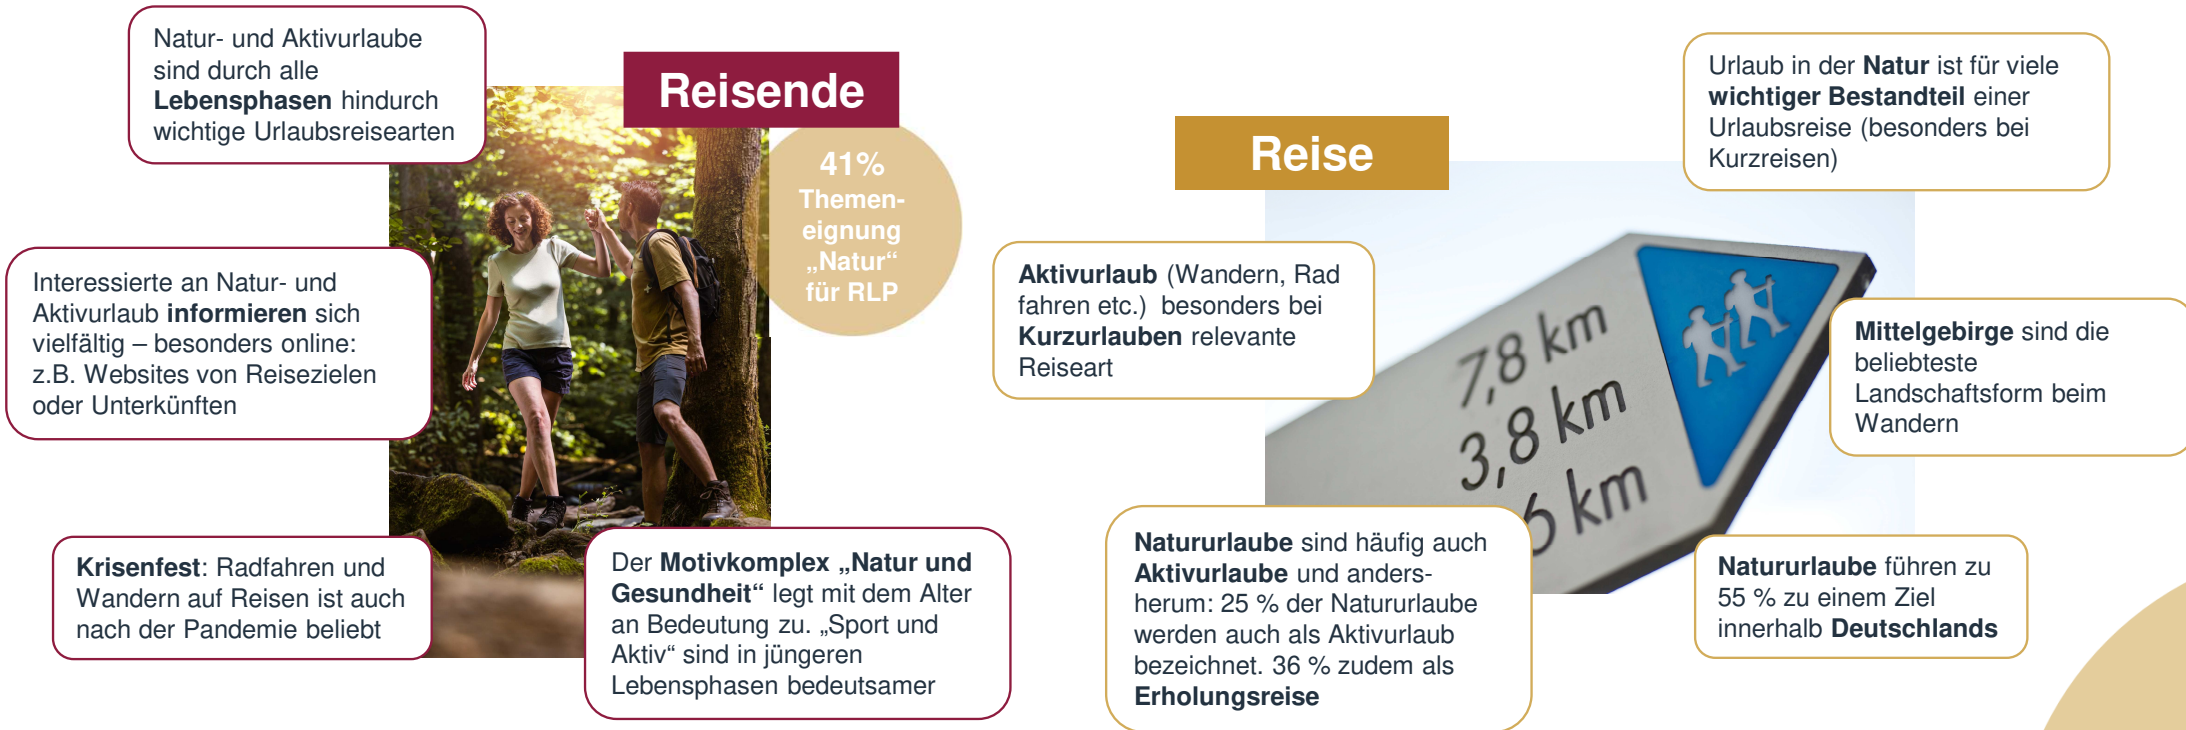 Natur- und Aktivurlaube
sind durch alle
Lebensphasen hindurch
wichtige Urlaubsreisearten
Reisende
41%
Themen-
eignung
„Natur“
für RLP
Interessierte an Natur- und
Aktivurlaub informieren sich
vielfältig – besonders online:
z.B. Websites von Reisezielen
oder Unterkünften
Krisenfest: Radfahren und
Wandern auf Reisen ist auch
nach der Pandemie beliebt
Der Motivkomplex „Natur und
Gesundheit“ legt mit dem Alter
an Bedeutung zu. „Sport und
Aktiv“ sind in jüngeren
Lebensphasen bedeutsamer
Reise
Urlaub in der Natur ist für viele
wichtiger Bestandteil einer
Urlaubsreise (besonders bei
Kurzreisen)
Aktivurlaub (Wandern, Rad
fahren etc.) besonders bei
Kurzurlauben relevante
Reiseart
7,8 km
3,8 km
6 km
Mittelgebirge sind die
beliebteste
Landschaftsform beim
Wandern
Natururlaube sind häufig auch
Aktivurlaube und anders-
herum: 25 % der Natururlaube
werden auch als Aktivurlaub
bezeichnet. 36 % zudem als
Erholungsreise
Natururlaube führen zu
55 % zu einem Ziel
innerhalb Deutschlands